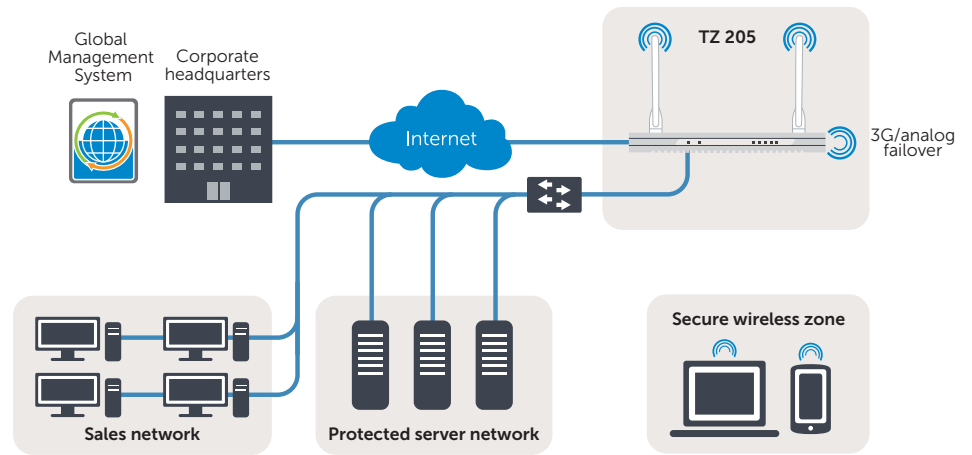 Global
Management
System
Corporate
headquarters
Internet
TZ 205
3G/analog
failover
Sales network
Protected server network
Secure wireless zone